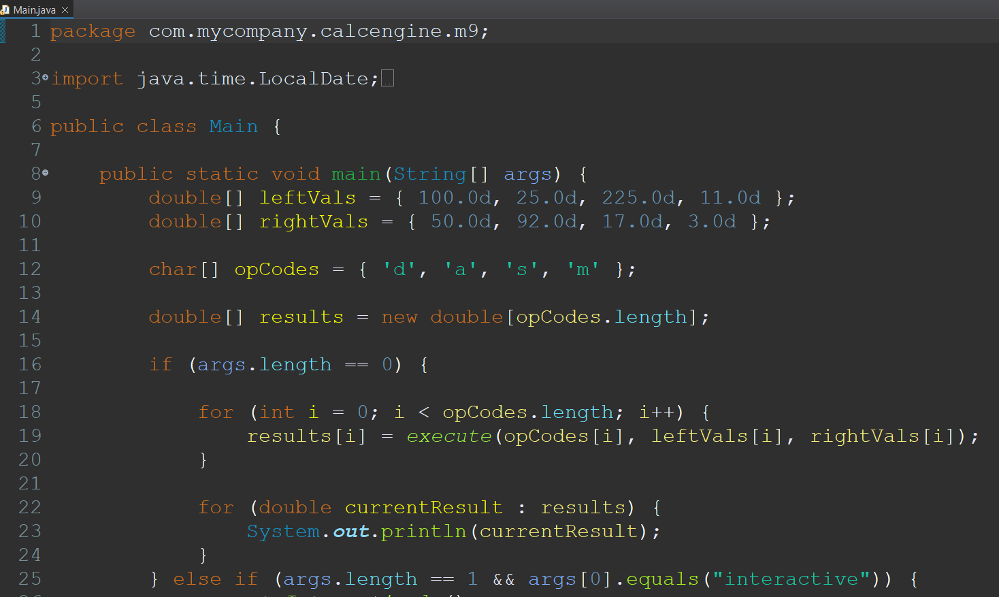 Main.java
1 package com.mycompany.calcengine.m9;
2
3 import java.time.LocalDate;
5
6 public class Main {
7
8 public static void main(String[] args) {
9 double[] leftVals = { 100.0d, 25.0d, 225.0d, 11.0d };
10 double[] rightVals = { 50.0d, 92.0d, 17.0d, 3.0d };
11
12 char[] opCodes = { 'd', 'a', 's', 'm' };
13
14 double[] results = new double[opCodes.length];
15
16 if (args.length == 0) {
17
18 for (int i = 0; i < opCodes.length; i++) {
19 results[i] = execute(opCodes[i], leftVals[i], rightVals[i]);
20 }
21
22 for (double currentResult : results) {
23 System.out.println(currentResult);
24 }
25 } else if (args.length == 1 && args[0].equals("interactive")) {